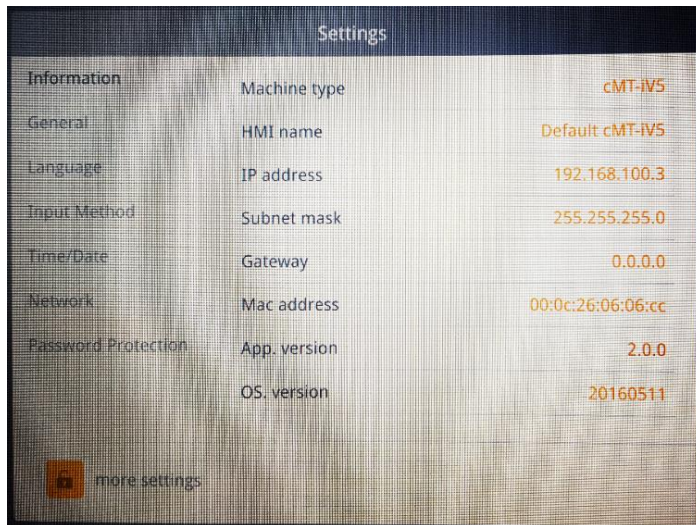 Settings
Information
General
Language
Input Method
Time/Date
Network
Password Protection
more settings
Machine type cMT-iV5
HMI name Default cMT-iV5
IP address 192.168.100.3
Subnet mask 255.255.255.0
Gateway 0.0.0.0
Mac address 00:0c:26:06:06:cc
App. version 2.0.0
OS. version 20160511